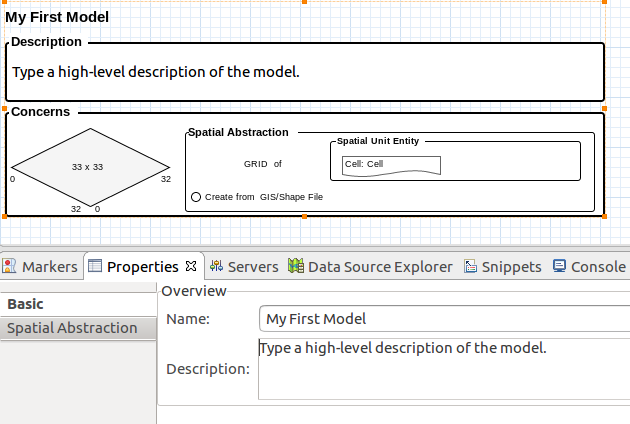 My First Model
Description
Type a high-level description of the model.
Concerns
33 x 33
0
32
32 0
Spatial Abstraction
GRID of
Spatial Unit Entity
Cell: Cell
Create from GIS/Shape File
Markers Properties Servers Data Source Explorer Snippets Console
Basic
Spatial Abstraction
Overview
Name: My First Model
Description: Type a high-level description of the model.